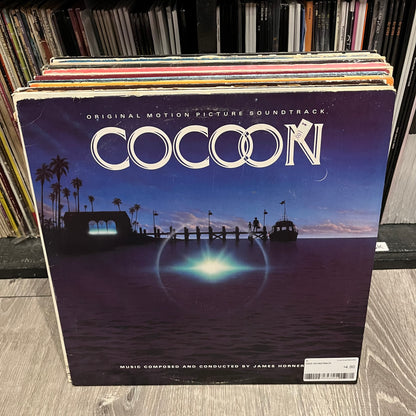 ORIGINAL MOTION PICTURE SOUNDTRACK.
COCOON
MUSIC COMPOSED AND CONDUCTED BY JAMES HORNER